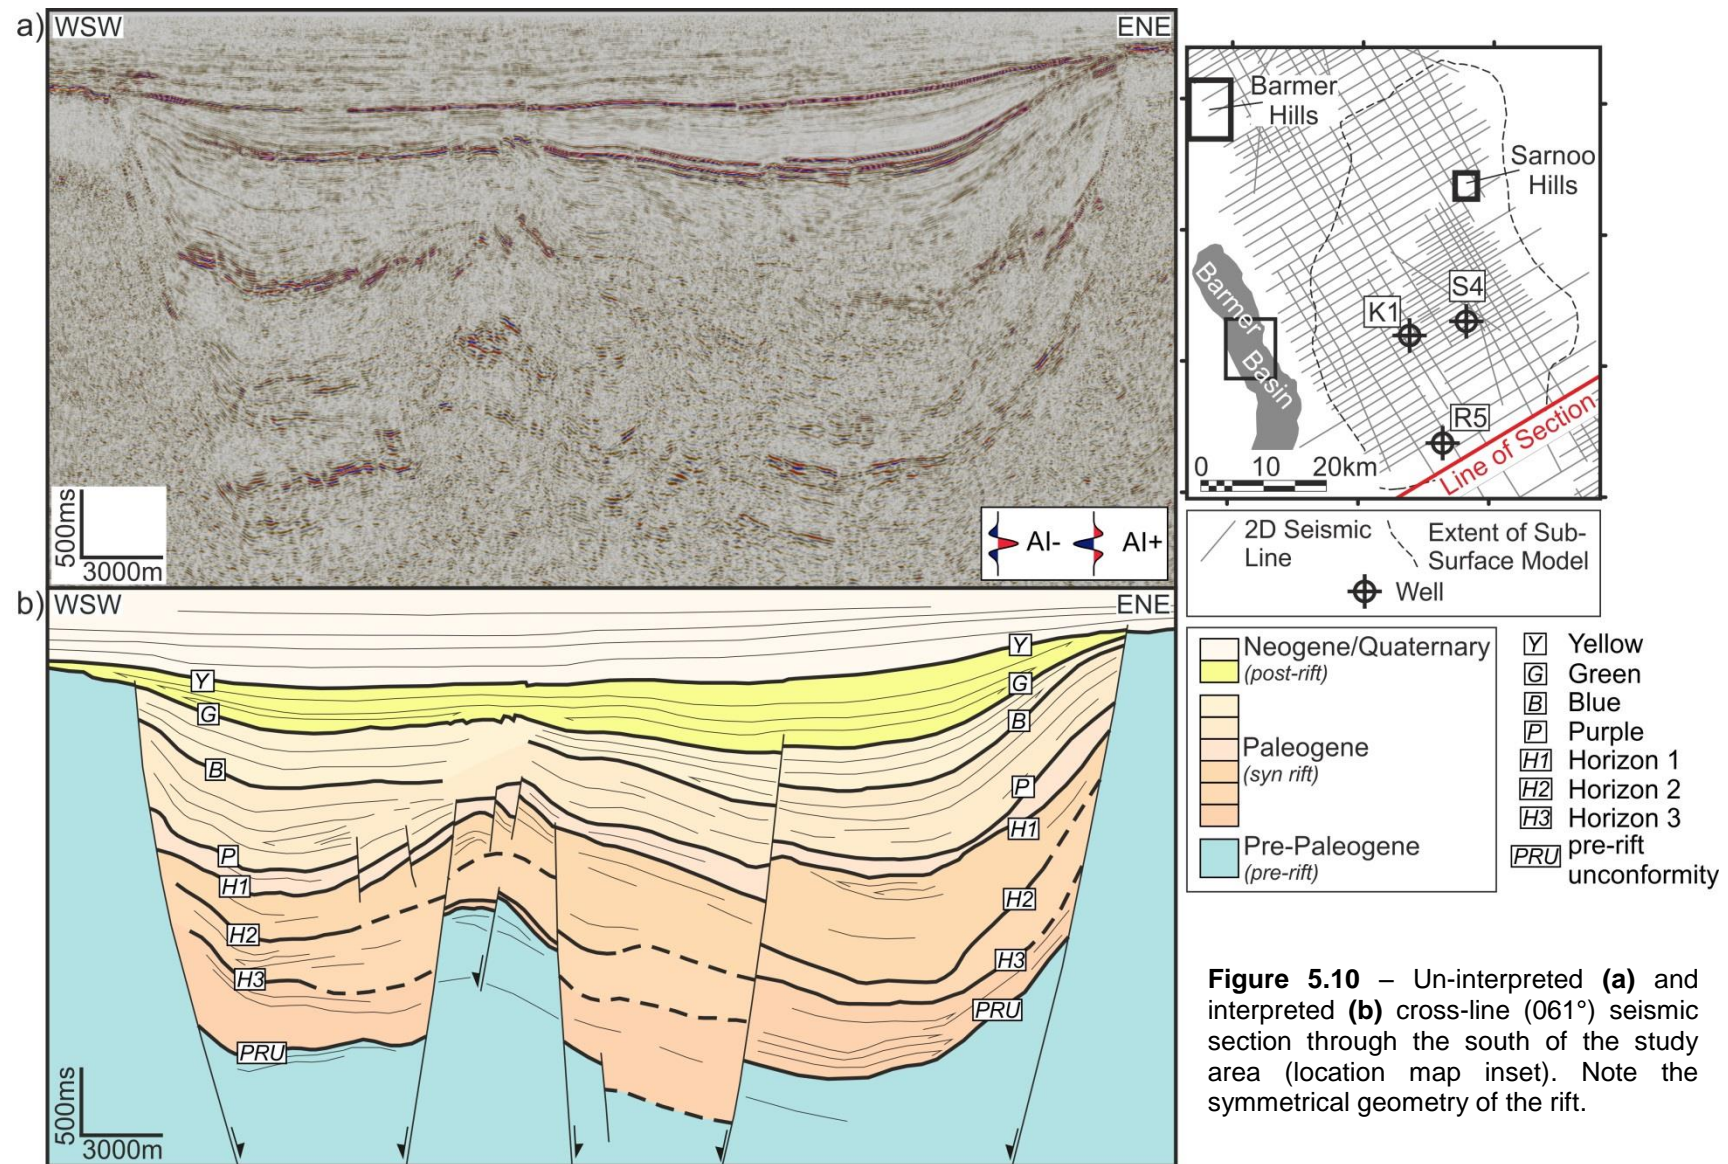 a) WSW
ENE
500ms
3000m
AI-
AI+
Barmer
Hills
Sarnoo
Hills
Barmer
Basin
K1
S4
R5
Line of Section
0 10 20km
2D Seismic
Line
Extent of Sub-
Surface Model
Well
b) WSW
ENE
Y
G
B
P
H1
H2
H3
PRU
Y
G
B
P
H1
H2
H3
PRU
500ms
3000m
Neogene/Quaternary
(post-rift)
Paleogene
(syn rift)
Pre-Paleogene
(pre-rift)
Y Yellow
G Green
B Blue
P Purple
H1 Horizon 1
H2 Horizon 2
H3 Horizon 3
PRU pre-rift
unconformity
Figure 5.10 – Un-interpreted (a) and
interpreted (b) cross-line (061°) seismic
section through the south of the study
area (location map inset). Note the
symmetrical geometry of the rift.